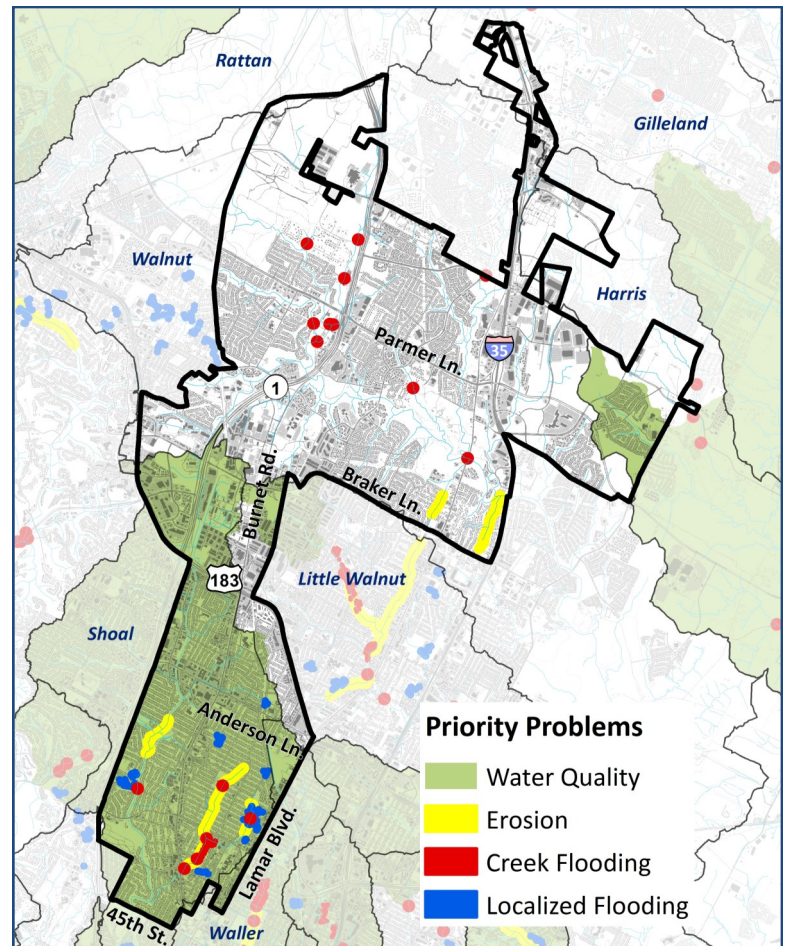 Rattan
Gilleland
Walnut
Harris
Parmer Ln.
35
1
Burnet Rd.
Braker Ln.
183
Little Walnut
Shoal
Anderson Ln.
Lamar Blvd.
45th St.
Waller
Priority Problems
Water Quality
Erosion
Creek Flooding
Localized Flooding